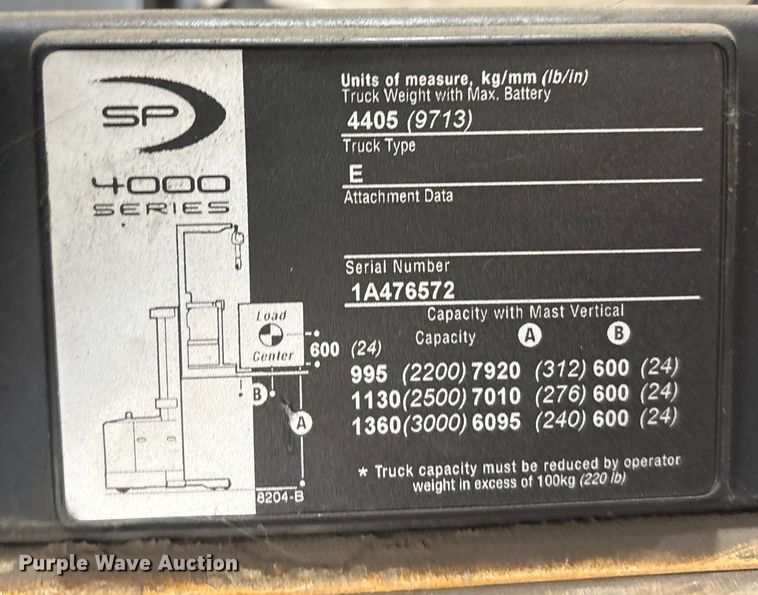 SP
4000
SERIES
Units of measure, kg/mm (lb/in)
Truck Weight with Max. Battery
4405 (9713)
Truck Type
E
Attachment Data
Serial Number
1A476572
Capacity with Mast Vertical
Capacity A B
995 (2200) 7920 (312) 600 (24)
1130 (2500) 7010 (276) 600 (24)
1360 (3000) 6095 (240) 600 (24)
* Truck capacity must be reduced by operator
weight in excess of 100kg (220 lb)
Load
Center
600 (24)
B
A
8204-B
Purple Wave Auction